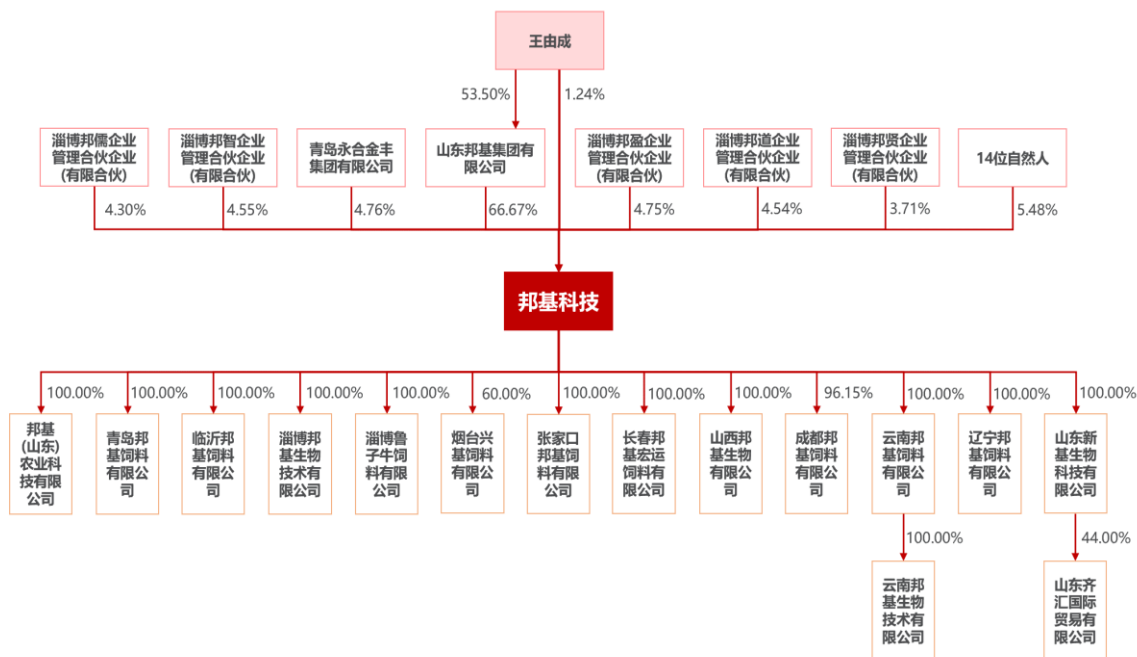 王由成
53.50%
1.24%
淄博邦儒企业
管理合伙企业
(有限合伙)
淄博邦智企业
管理合伙企业
(有限合伙)
青岛永合金丰
集团有限公司
山东邦基集团有
限公司
淄博邦盈企业
管理合伙企业
(有限合伙)
淄博邦道企业
管理合伙企业
(有限合伙)
淄博邦贤企业
管理合伙企业
(有限合伙)
14位自然人
4.30%
4.55%
4.76%
66.67%
4.75%
4.54%
3.71%
5.48%
邦基科技
100.00%
100.00%
100.00%
100.00%
100.00%
60.00%
100.00%
100.00%
100.00%
96.15%
100.00%
100.00%
100.00%
邦基
(山东)
农业科
技有限
公司
青岛邦
基饲料
有限公
司
临沂邦
基饲料
有限公
司
淄博邦
基生物
技术有
限公司
淄博鲁
子牛饲
料有限
公司
烟台兴
基饲料
有限公
司
张家口
邦基饲
料有限
公司
长春邦
基宏运
饲料有
限公司
山西邦
基生物
有限公
司
成都邦
基饲料
有限公
司
云南邦
基饲料
有限公
司
辽宁邦
基饲料
有限公
司
山东新
基生物
科技有
限公司
100.00%
44.00%
云南邦
基生物
技术有
限公司
山东齐
汇国际
贸易有
限公司